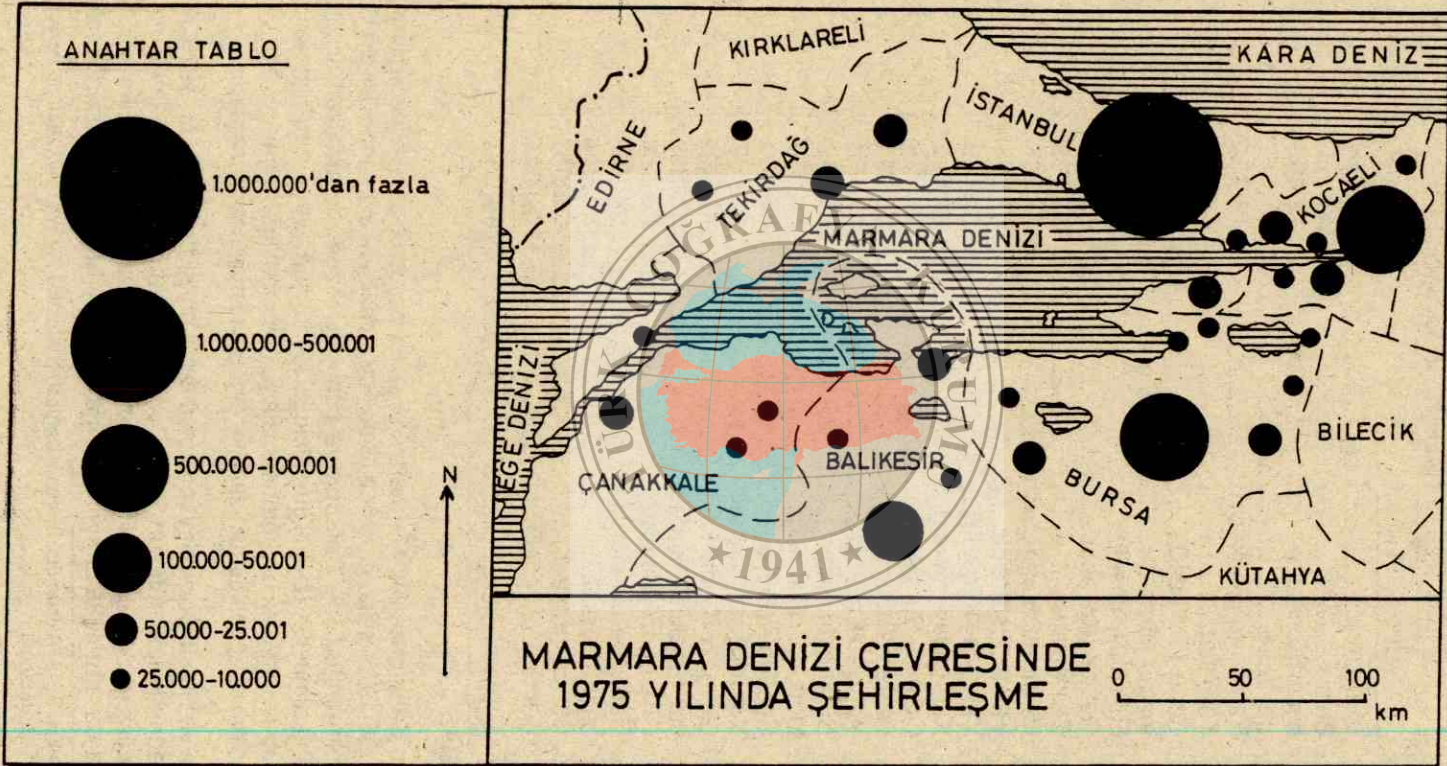 ANAHTAR TABLO
1.000.000'dan fazla
1.000.000-500.001
500.000-100.001
100.000-50.001
50.000-25.001
25.000-10.000
N
KIRKLARELİ
KARA DENİZ
İSTANBUL
EDİRNE
TEKİRDAĞ
KOCAELİ
MARMARA DENİZİ
EGE DENİZİ
ÇANAKKALE
BALIKESİR
BURSA
BİLECİK
KÜTAHYA
TÜRK COĞRAFYA KURUMU
★ 1941 ★
MARMARA DENİZİ ÇEVRESİNDE
1975 YILINDA ŞEHİRLEŞME
0 50 100
km